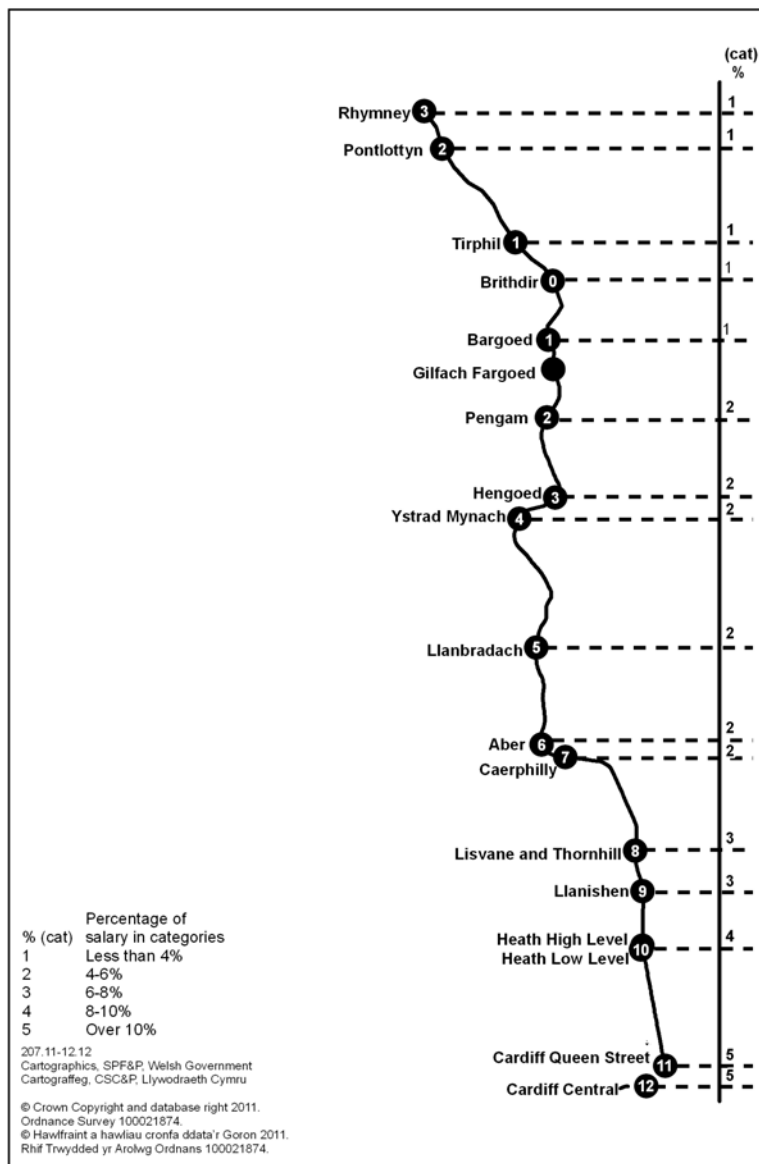 (cat)
%
Rhymney 3 1
Pontlottyn 2 1
Tirphil 1 1
Brithdir 0 1
Bargoed 1 1
Gilfach Fargoed
Pengam 2 2
Hengoed 3 2
Ystrad Mynach 4 2
Llanbradach 5 2
Aber 6 2
Caerphilly 7 2
Lisvane and Thornhill 8 3
Llanishen 9 3
Heath High Level 4
Heath Low Level 10
Cardiff Queen Street 11 5
Cardiff Central 12 5
% (cat) Percentage of
salary in categories
1 Less than 4%
2 4-6%
3 6-8%
4 8-10%
5 Over 10%
207.11-12.12
Cartographics, SPF&P, Welsh Government
Cartograffeg, CSC&P, Llywodraeth Cymru
© Crown Copyright and database right 2011.
Ordnance Survey 100021874.
© Hawlfraint a hawliau cronfa ddata'r Goron 2011.
Rhif Trwydded yr Arolwg Ordnans 100021874.